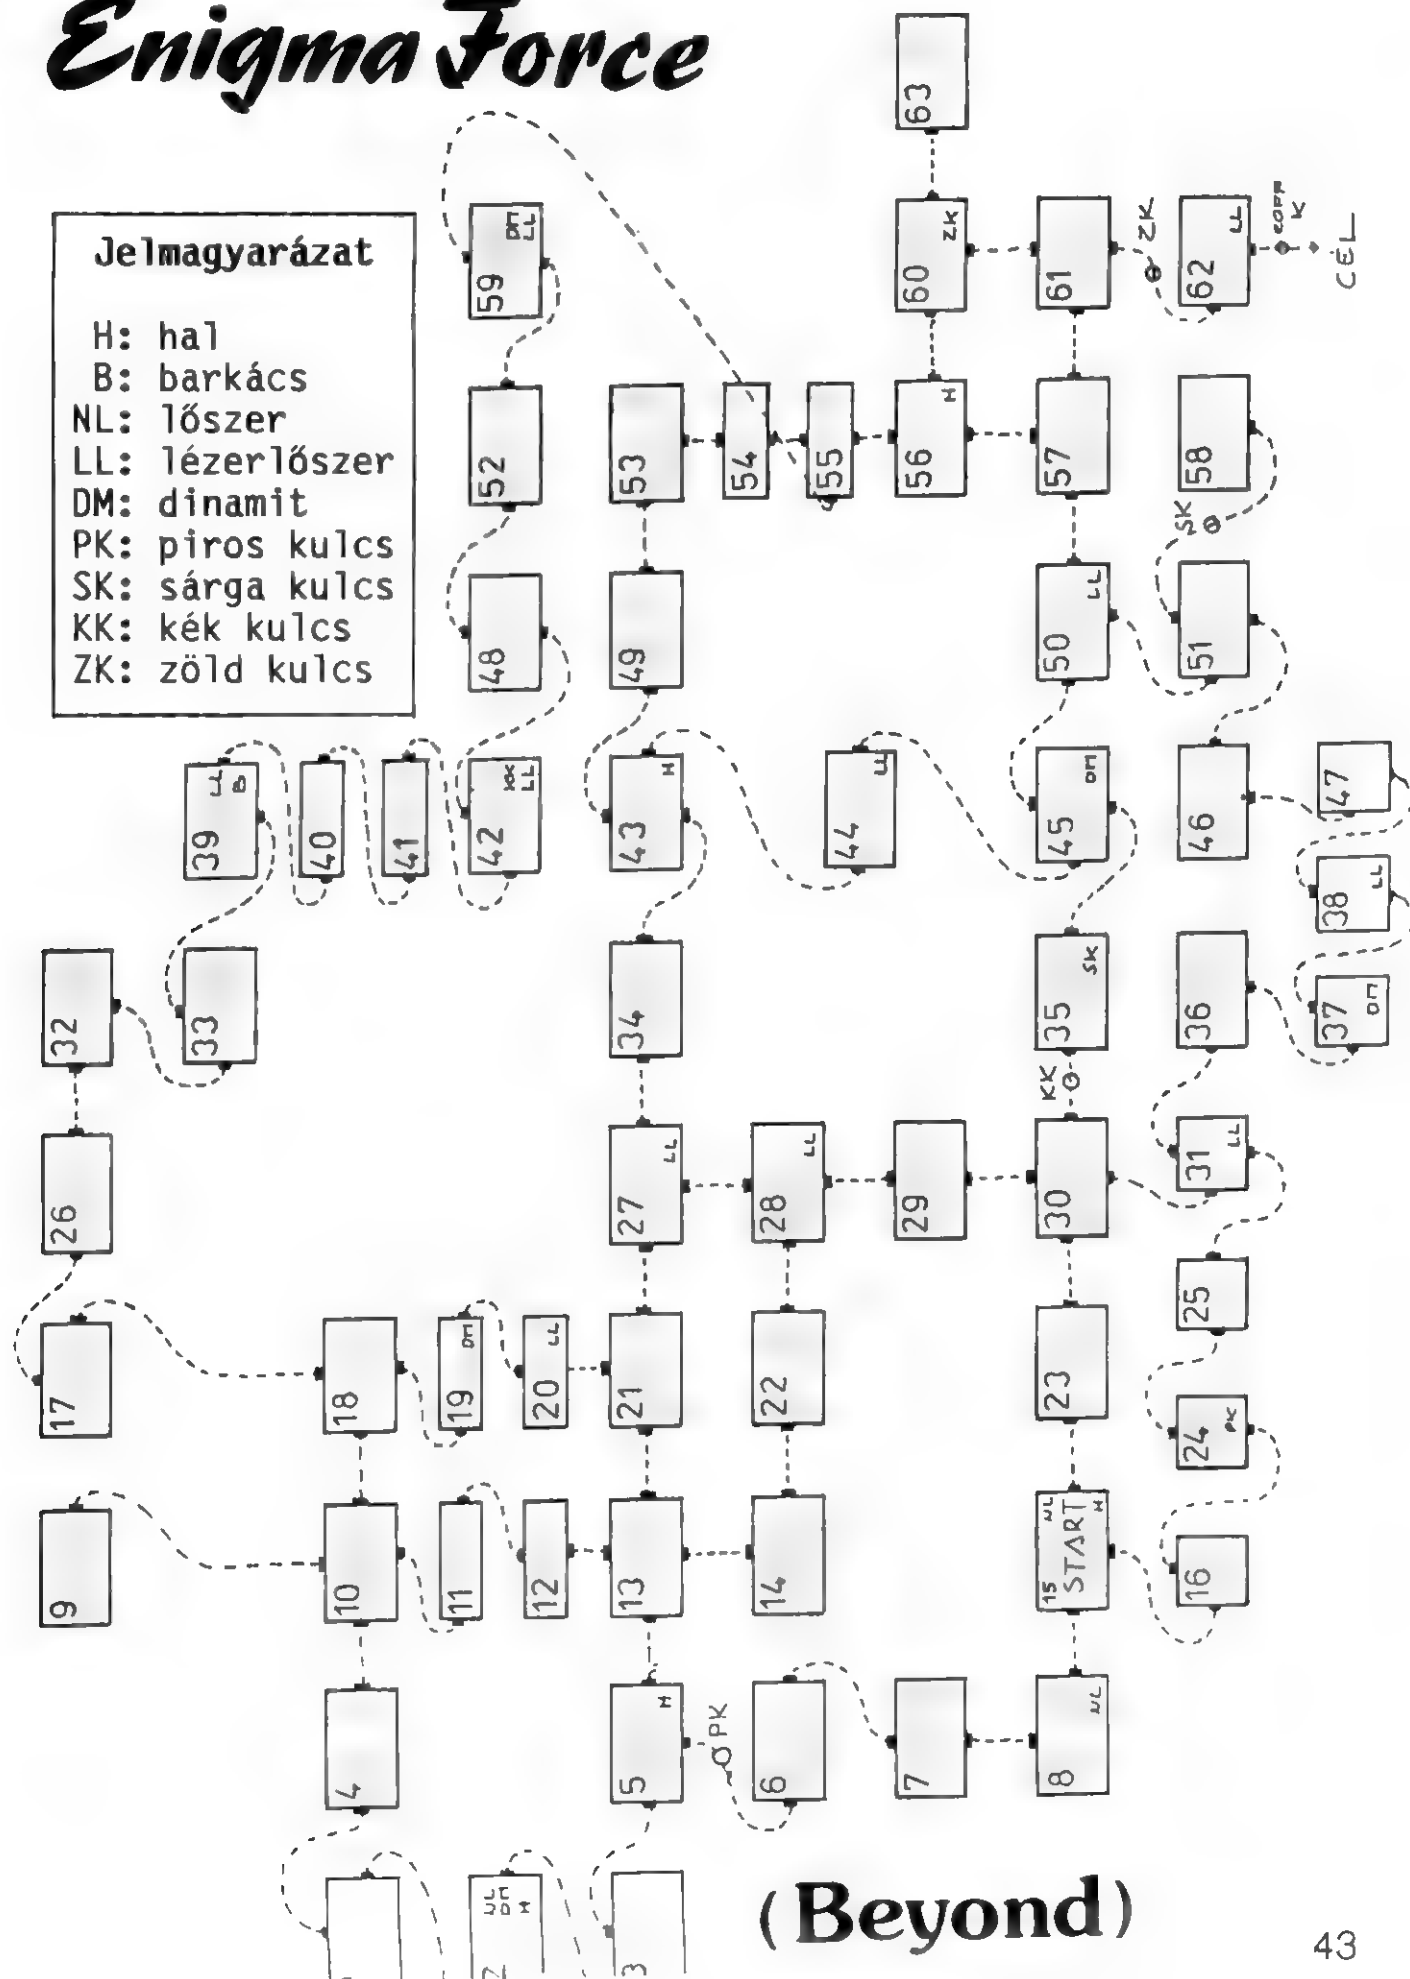 Enigma Force
Jelmagyarázat
H: hal
B: barkács
NL: lőszer
LL: lézerlőszer
DM: dinamit
PK: piros kulcs
SK: sárga kulcs
KK: kék kulcs
ZK: zöld kulcs
63
59 DM LL
60 ZK
61
ZK
62 LL
K
CÉL
52
53
54
55
56 H
57
58
SK
48
49
50 LL
51
39 LL B
40
41
42 KK LL
43 H
44 LL
45 DM
46
47
38 LL
32
33
34
35 SK
36
37 DM
KK
26
27 LL
28 LL
29
30
31 LL
25
17
18
19 DM
20 LL
21
22
23
24 PK
9
10
11
12
13
14
15 NL
START
H
16
4
5 H
PK
6
7
8 NL
3
(Beyond)
43